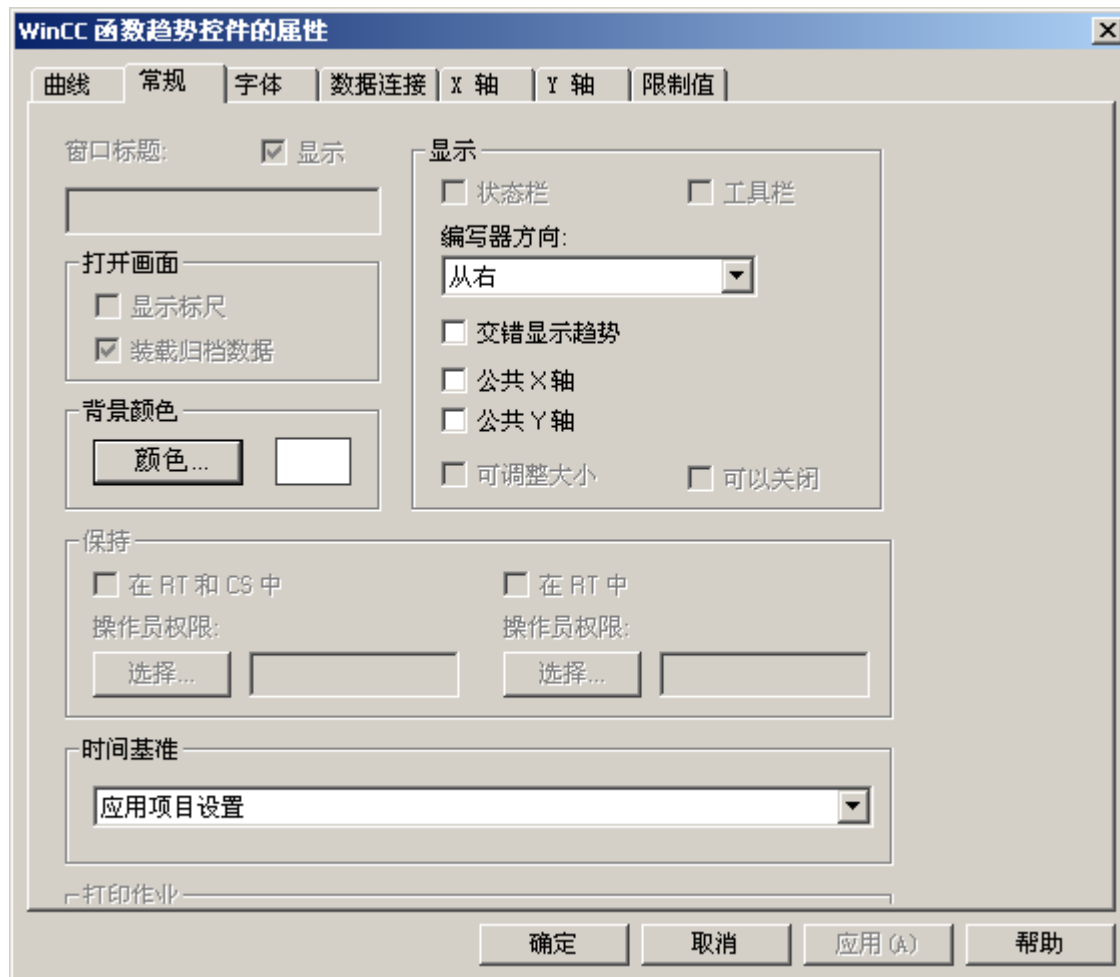 WinCC 函数趋势控件的属性
曲线 常规 字体 数据连接 X 轴 Y 轴 限制值
窗口标题: 显示
显示
状态栏 工具栏
编写器方向:
打开画面
从右
显示标尺
交错显示趋势
装载归档数据
公共 X 轴
背景颜色
公共 Y 轴
颜色...
可调整大小 可以关闭
保持
在 RT 和 CS 中 在 RT 中
操作员权限: 操作员权限:
选择... 选择...
时间基准
应用项目设置
打印作业
确定 取消 应用(A) 帮助